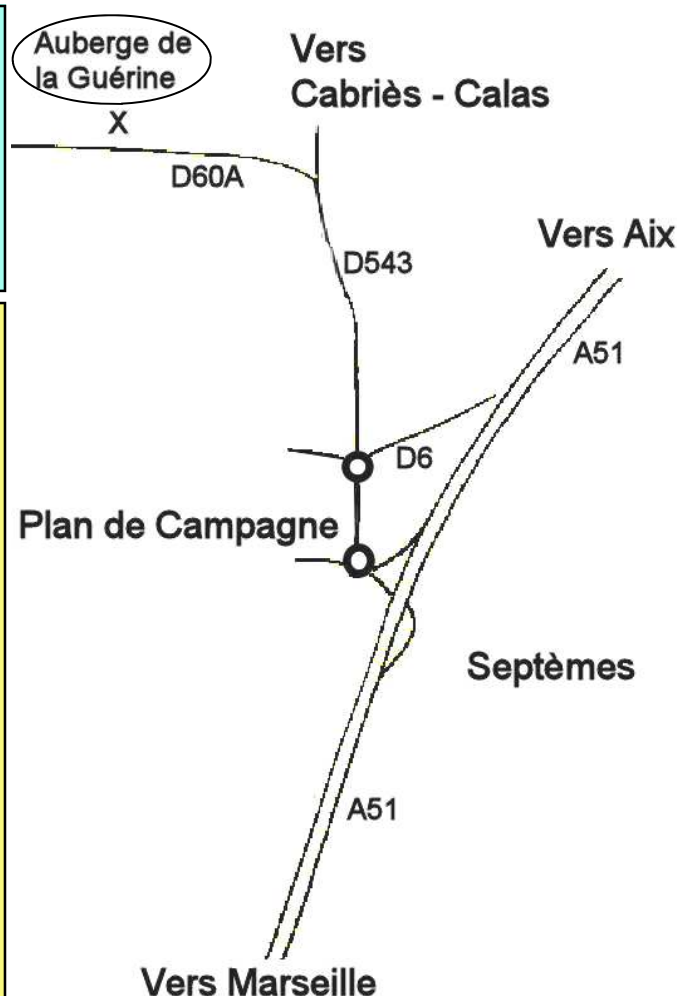 Auberge de
la Guérine
X
Vers
Cabriès - Calas
D60A
Vers Aix
D543
A51
D6
Plan de Campagne
Septèmes
A51
Vers Marseille